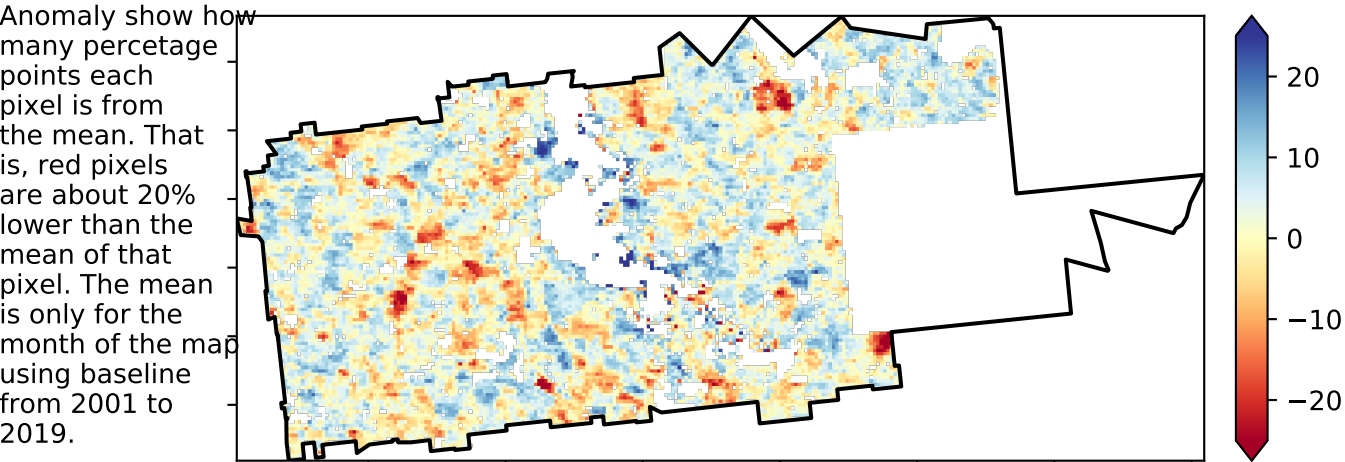 Anomaly show how
many percetage
points each
pixel is from
the mean. That
is, red pixels
are about 20%
lower than the
mean of that
pixel. The mean
is only for the
month of the map
using baseline
from 2001 to
2019.
20
10
0
−10
−20